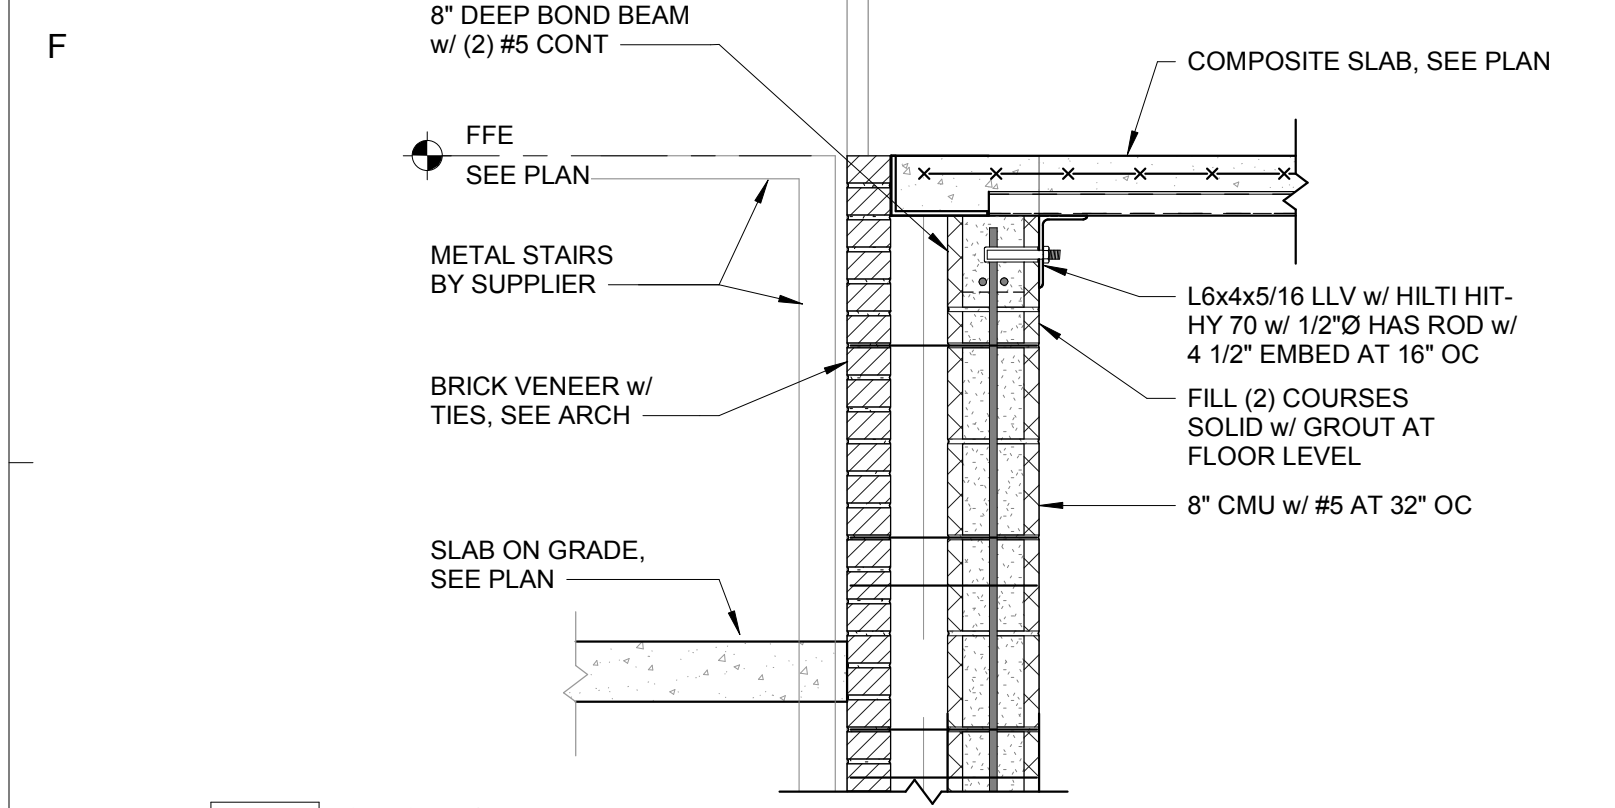 8" DEEP BOND BEAM
w/ (2) #5 CONT
F
COMPOSITE SLAB, SEE PLAN
FFE
SEE PLAN
METAL STAIRS
BY SUPPLIER
L6x4x5/16 LLV w/ HILTI HIT-
HY 70 w/ 1/2"Ø HAS ROD w/
4 1/2" EMBED AT 16" OC
BRICK VENEER w/
TIES, SEE ARCH
FILL (2) COURSES
SOLID w/ GROUT AT
FLOOR LEVEL
8" CMU w/ #5 AT 32" OC
SLAB ON GRADE,
SEE PLAN